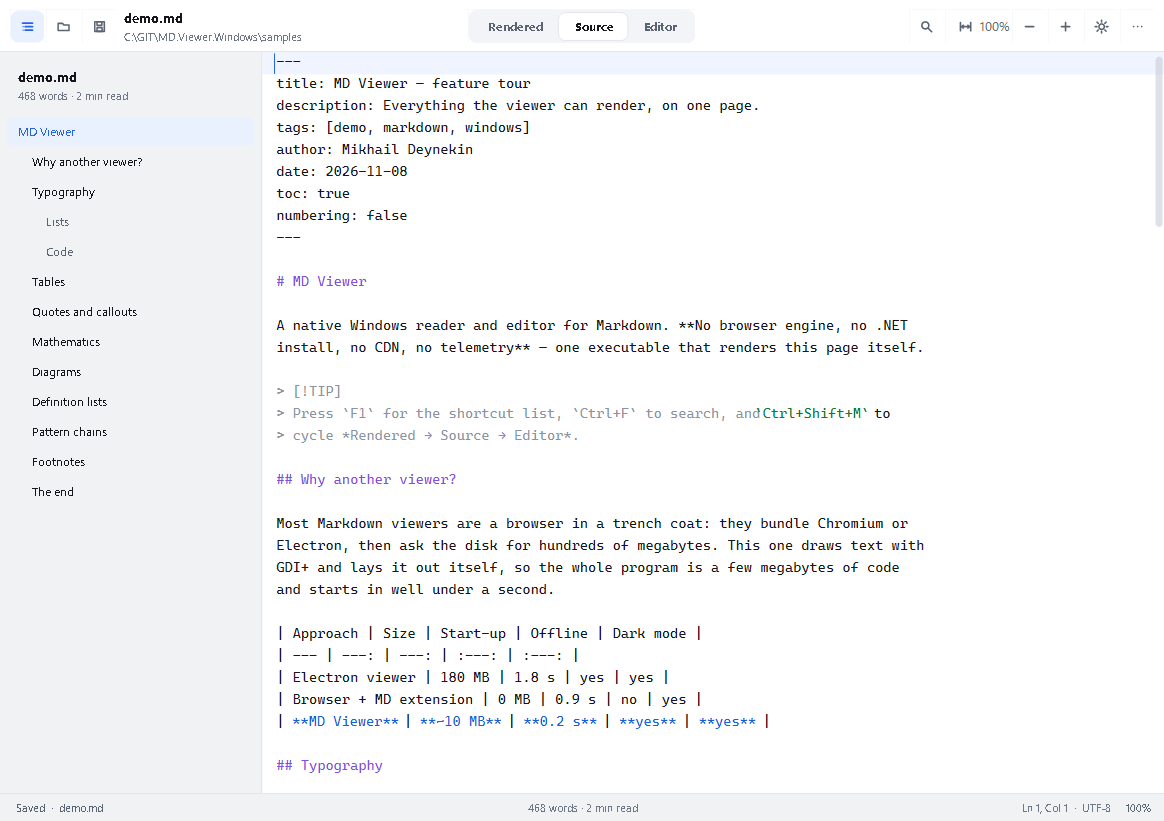 demo.md
C:\GIT\MD.Viewer.Windows\samples
Rendered
Source
Editor
100%
demo.md
468 words · 2 min read
MD Viewer
Why another viewer?
Typography
Lists
Code
Tables
Quotes and callouts
Mathematics
Diagrams
Definition lists
Pattern chains
Footnotes
The end
---
title: MD Viewer — feature tour
description: Everything the viewer can render, on one page.
tags: [demo, markdown, windows]
author: Mikhail Deynekin
date: 2026-11-08
toc: true
numbering: false
---
# MD Viewer
A native Windows reader and editor for Markdown. **No browser engine, no .NET
install, no CDN, no telemetry** — one executable that renders this page itself.
> [!TIP]
> Press `F1` for the shortcut list, `Ctrl+F` to search, and `Ctrl+Shift+M` to
> cycle *Rendered → Source → Editor*.
## Why another viewer?
Most Markdown viewers are a browser in a trench coat: they bundle Chromium or
Electron, then ask the disk for hundreds of megabytes. This one draws text with
GDI+ and lays it out itself, so the whole program is a few megabytes of code
and starts in well under a second.
| Approach | Size | Start-up | Offline | Dark mode |
| --- | ---: | ---: | :---: | :---: |
| Electron viewer | 180 MB | 1.8 s | yes | yes |
| Browser + MD extension | 0 MB | 0.9 s | no | yes |
| **MD Viewer** | **~10 MB** | **0.2 s** | **yes** | **yes** |
## Typography
Saved · demo.md
468 words · 2 min read
Ln 1, Col 1 · UTF-8
100%